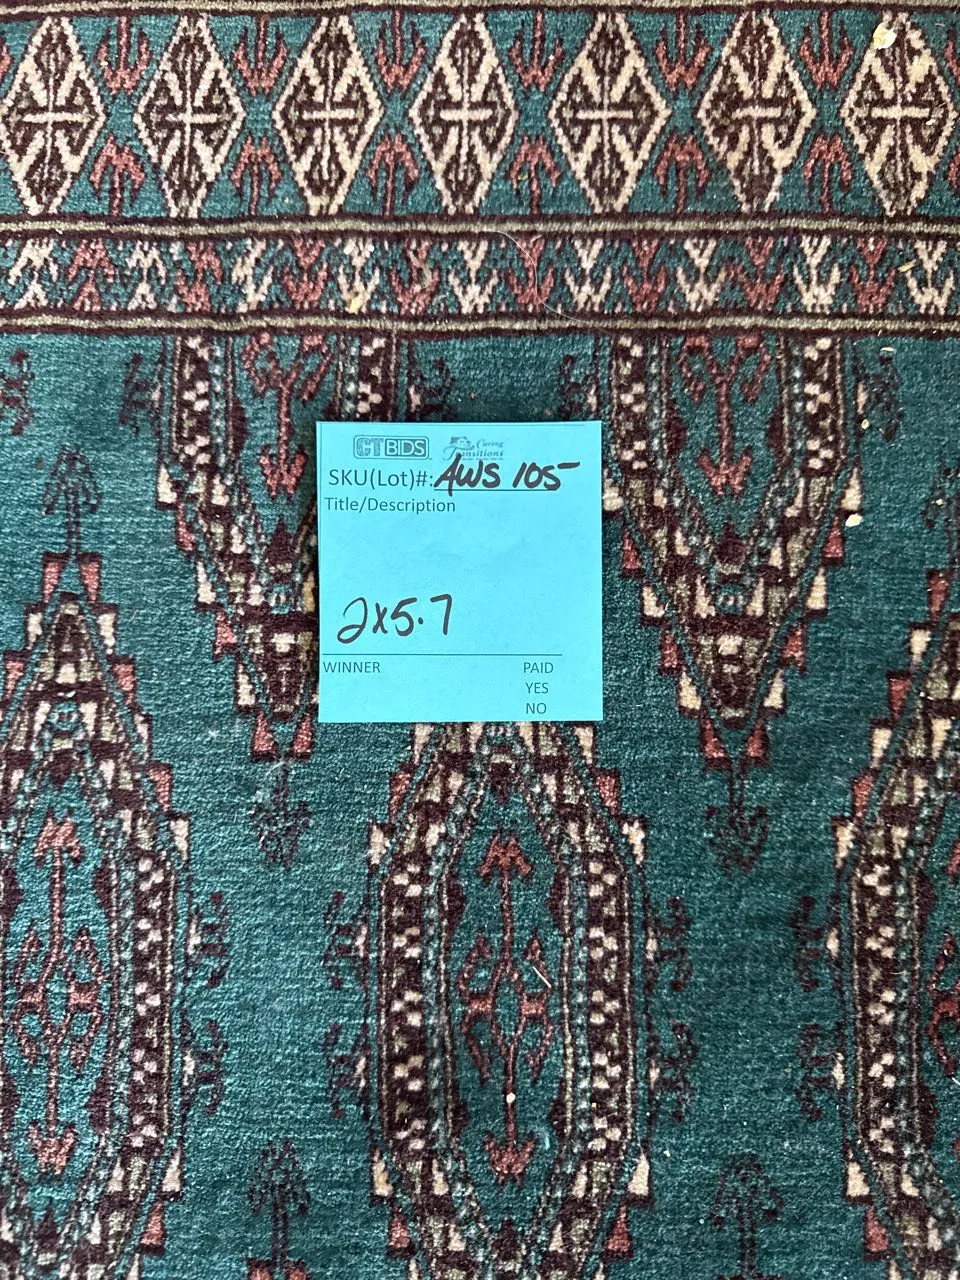 CTBIDS
Caring
Transitions
SKU(Lot)#: AWS 105
Title/Description
2x5.7
WINNER PAID
YES
NO